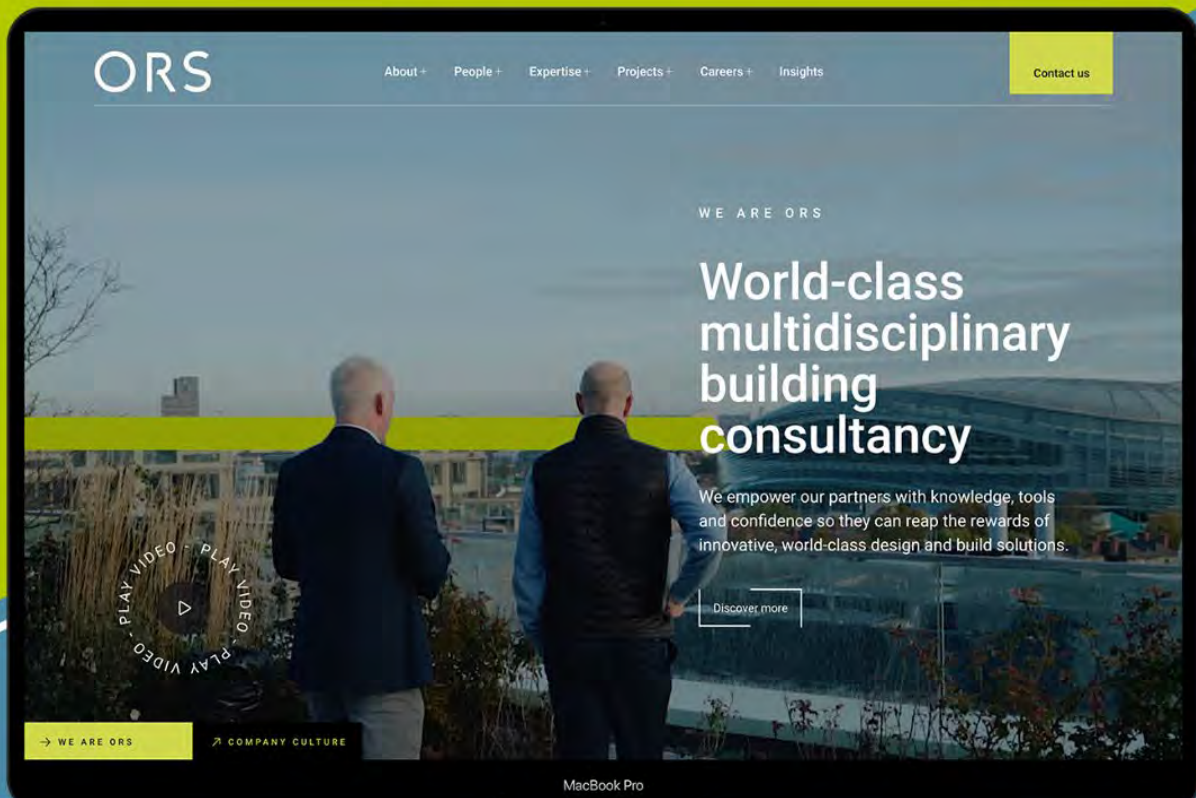 ORS
About + People + Expertise + Projects + Careers + Insights
Contact us
WE ARE ORS
World-class
multidisciplinary
building
consultancy
We empower our partners with knowledge, tools
and confidence so they can reap the rewards of
innovative, world-class design and build solutions.
Discover more
PLAY VIDEO - PLAY VIDEO - PLAY VIDEO -
→ WE ARE ORS
↗ COMPANY CULTURE
MacBook Pro